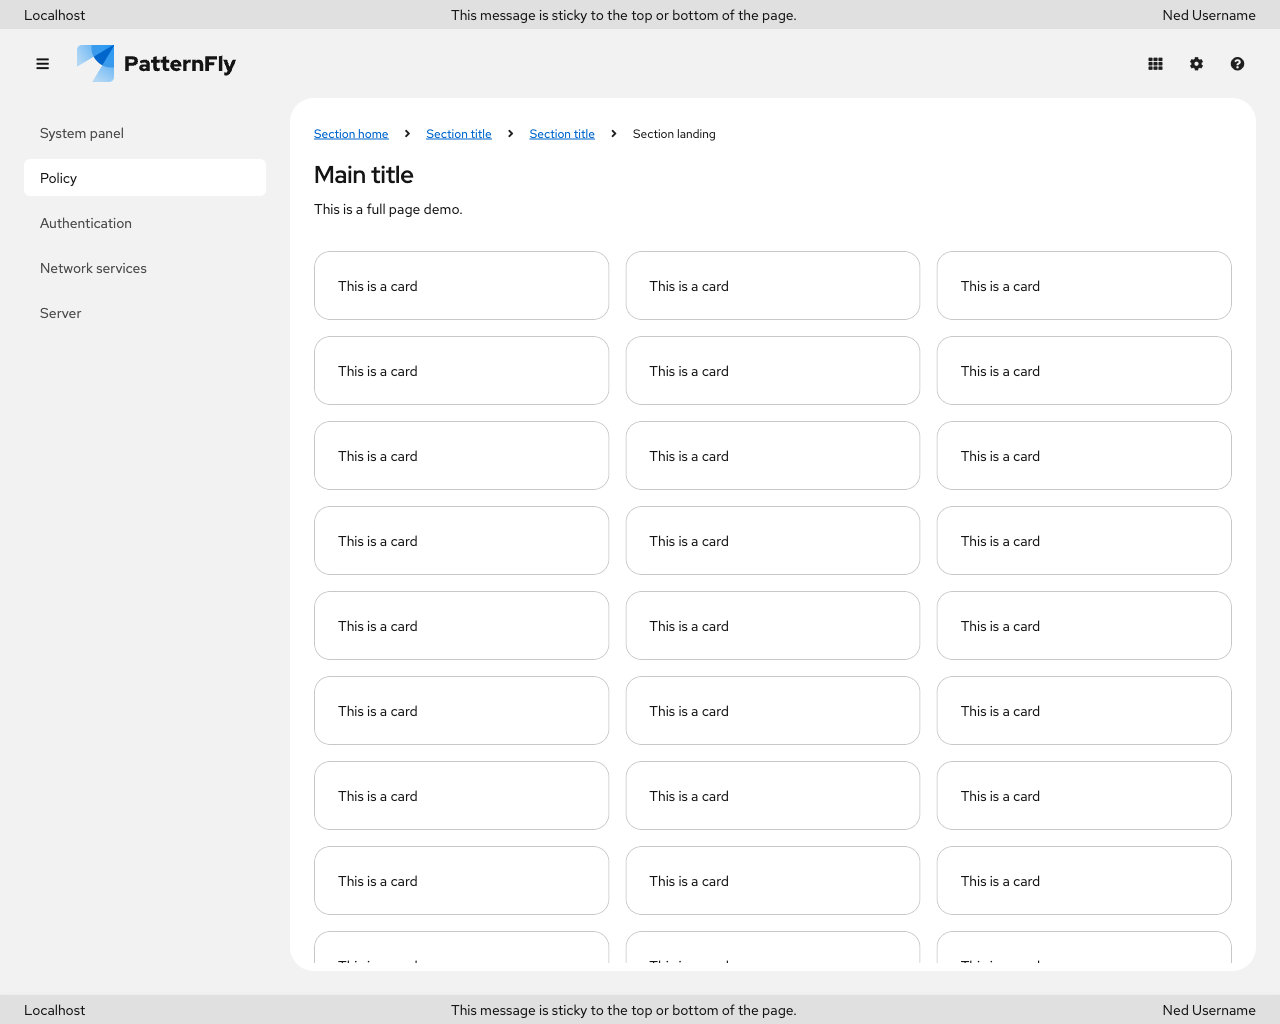 Localhost This message is sticky to the top or bottom of the page. Ned Username
PatternFly
System panel
Policy
Authentication
Network services
Server
Section home Section title Section title Section landing
Main title
This is a full page demo.
This is a card This is a card This is a card
This is a card This is a card This is a card
This is a card This is a card This is a card
This is a card This is a card This is a card
This is a card This is a card This is a card
This is a card This is a card This is a card
This is a card This is a card This is a card
This is a card This is a card This is a card
Localhost This message is sticky to the top or bottom of the page. Ned Username